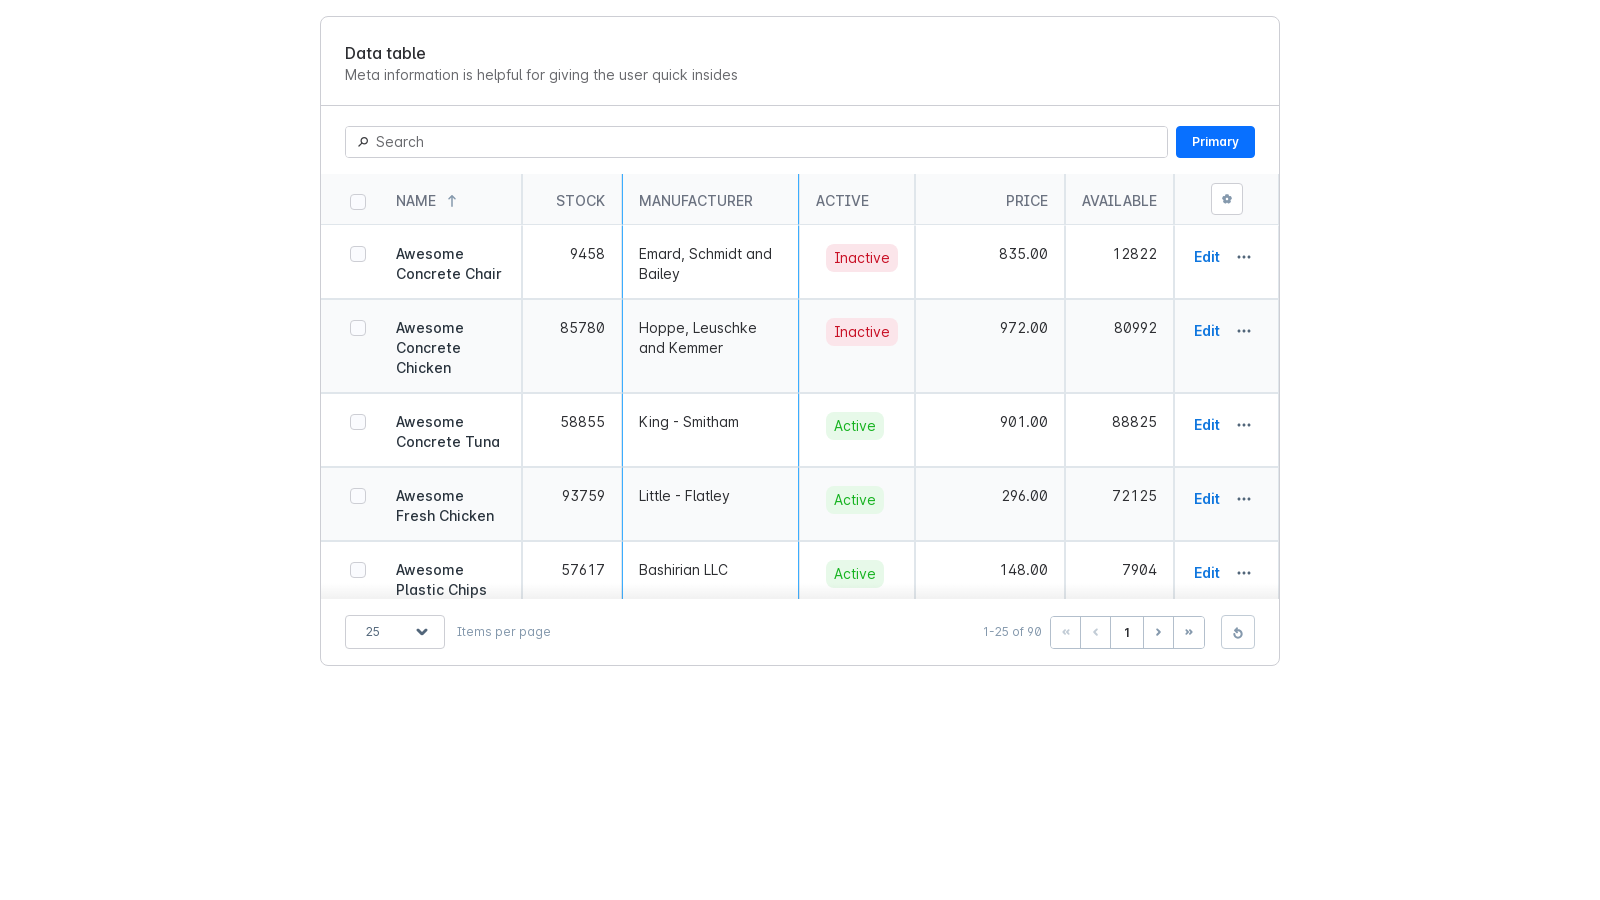 Data table
Meta information is helpful for giving the user quick insides
Search
Primary
NAME STOCK MANUFACTURER ACTIVE PRICE AVAILABLE
Awesome 9458 Emard, Schmidt and Inactive 835.00 12822 Edit
Concrete Chair Bailey
Awesome 85780 Hoppe, Leuschke Inactive 972.00 80992 Edit
Concrete and Kemmer
Chicken
Awesome 58855 King - Smitham Active 901.00 88825 Edit
Concrete Tuna
Awesome 93759 Little - Flatley Active 296.00 72125 Edit
Fresh Chicken
Awesome 57617 Bashirian LLC Active 148.00 7904 Edit
Plastic Chips
25 Items per page 1-25 of 90 « ‹ 1 › »